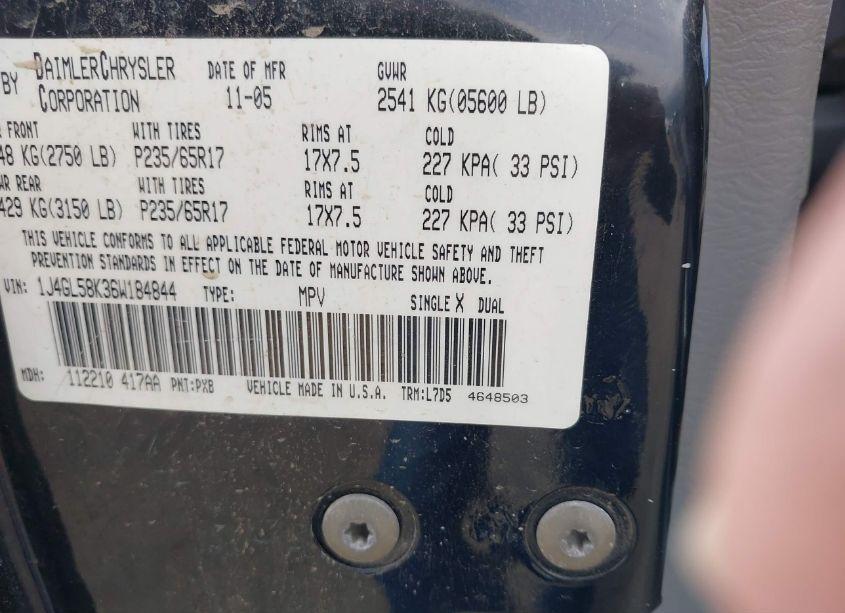 BY DAIMLERCHRYSLER CORPORATION DATE OF MFR 11-05 GVWR 2541 KG(05600 LB)
FRONT WITH TIRES RIMS AT COLD
48 KG(2750 LB) P235/65R17 17X7.5 227 KPA( 33 PSI)
WR REAR WITH TIRES RIMS AT COLD
429 KG(3150 LB) P235/65R17 17X7.5 227 KPA( 33 PSI)
THIS VEHICLE CONFORMS TO ALL APPLICABLE FEDERAL MOTOR VEHICLE SAFETY AND THEFT
PREVENTION STANDARDS IN EFFECT ON THE DATE OF MANUFACTURE SHOWN ABOVE.
VIN: 1J4GL58K36W184844 TYPE: MPV SINGLE X DUAL
MDH: 112210 417AA PNT:PXB VEHICLE MADE IN U.S.A. TRM:L7D5 4648503